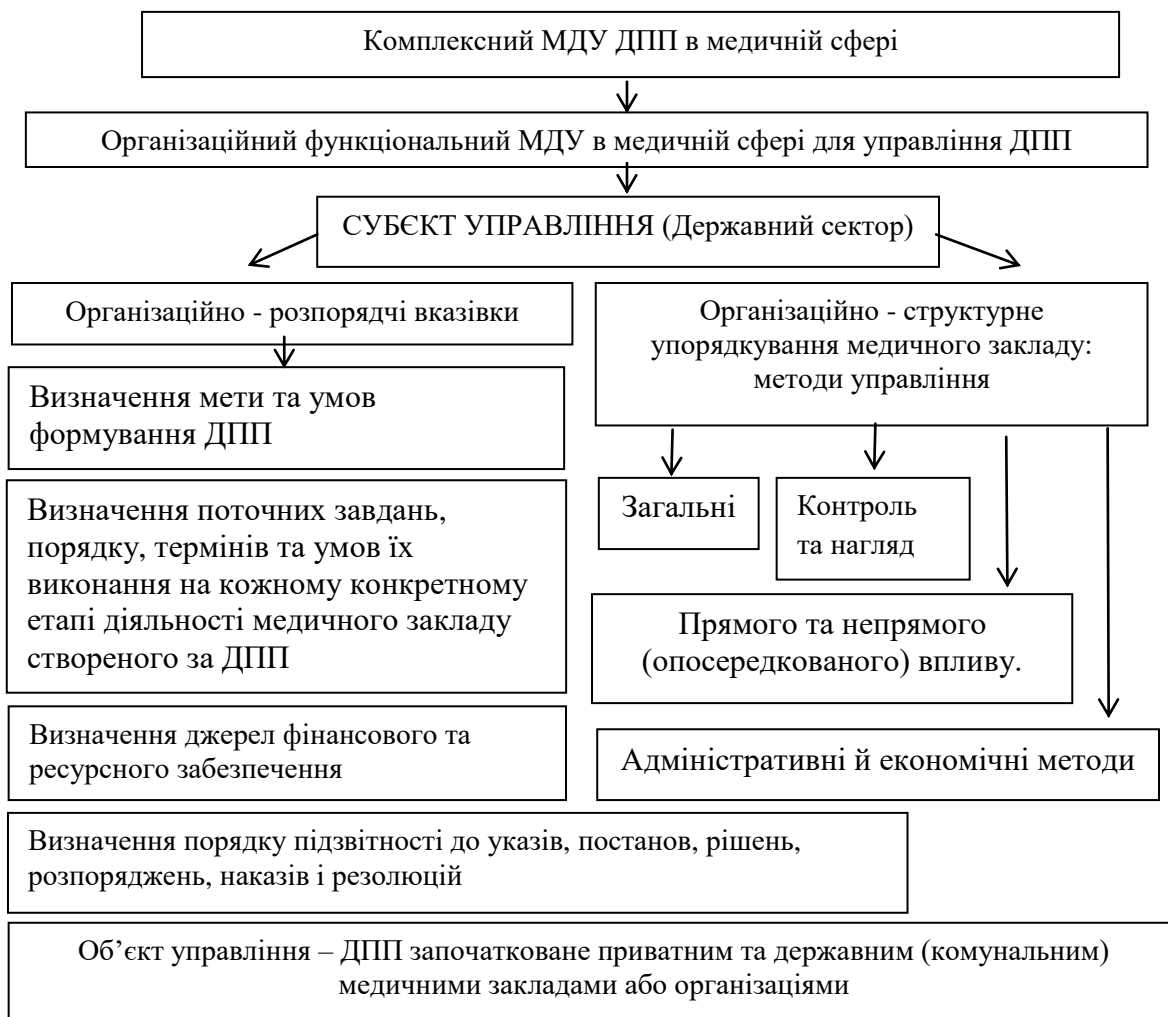 Комплексний МДУ ДПП в медичній сфері
Організаційний функціональний МДУ в медичній сфері для управління ДПП
СУБЄКТ УПРАВЛІННЯ (Державний сектор)
Організаційно - розпорядчі вказівки
Визначення мети та умов
формування ДПП
Визначення поточних завдань,
порядку, термінів та умов їх
виконання на кожному конкретному
етапі діяльності медичного закладу
створеного за ДПП
Визначення джерел фінансового та
ресурсного забезпечення
Організаційно - структурне
упорядкування медичного закладу:
методи управління
Загальні
Контроль
та нагляд
Прямого та непрямого
(опосередкованого) впливу.
Адміністративні й економічні методи
Визначення порядку підзвітності до указів, постанов, рішень,
розпоряджень, наказів і резолюцій
Об’єкт управління – ДПП започатковане приватним та державним (комунальним)
медичними закладами або організаціями